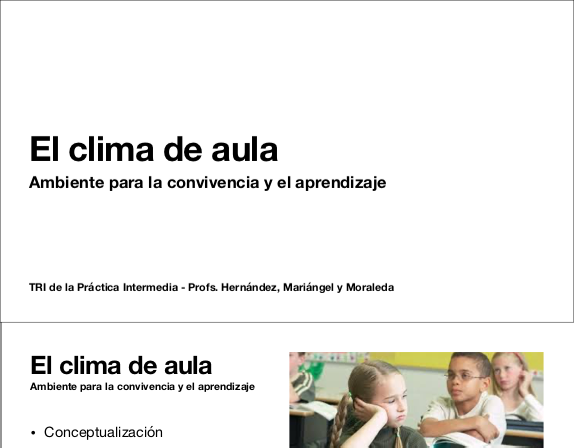 El clima de aula
Ambiente para la convivencia y el aprendizaje
TRI de la Práctica Intermedia - Profs. Hernández, Mariángel y Moraleda
El clima de aula
Ambiente para la convivencia y el aprendizaje
• Conceptualización